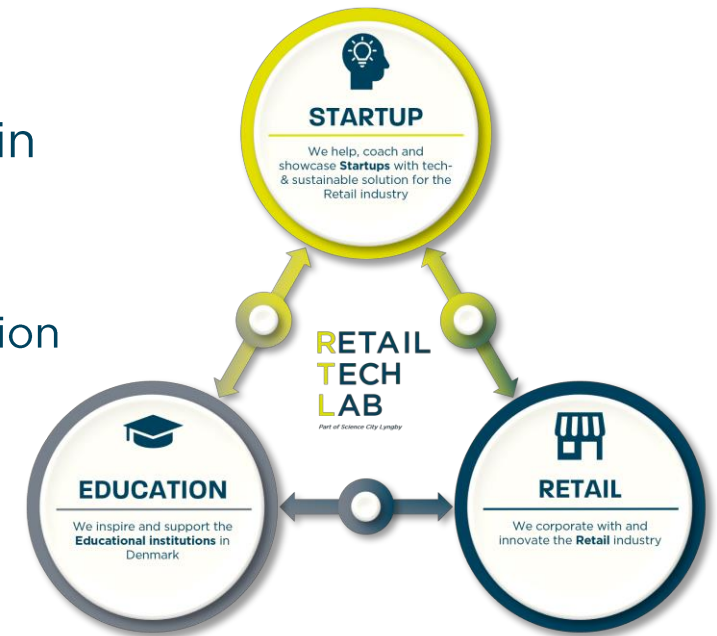 in
ion
STARTUP
We help, coach and
showcase Startups with tech-
& sustainable solution for the
Retail industry
RETAIL
TECH
LAB
Part of Science City Lyngby
EDUCATION
We inspire and support the
Educational institutions in
Denmark
RETAIL
We corporate with and
innovate the Retail industry